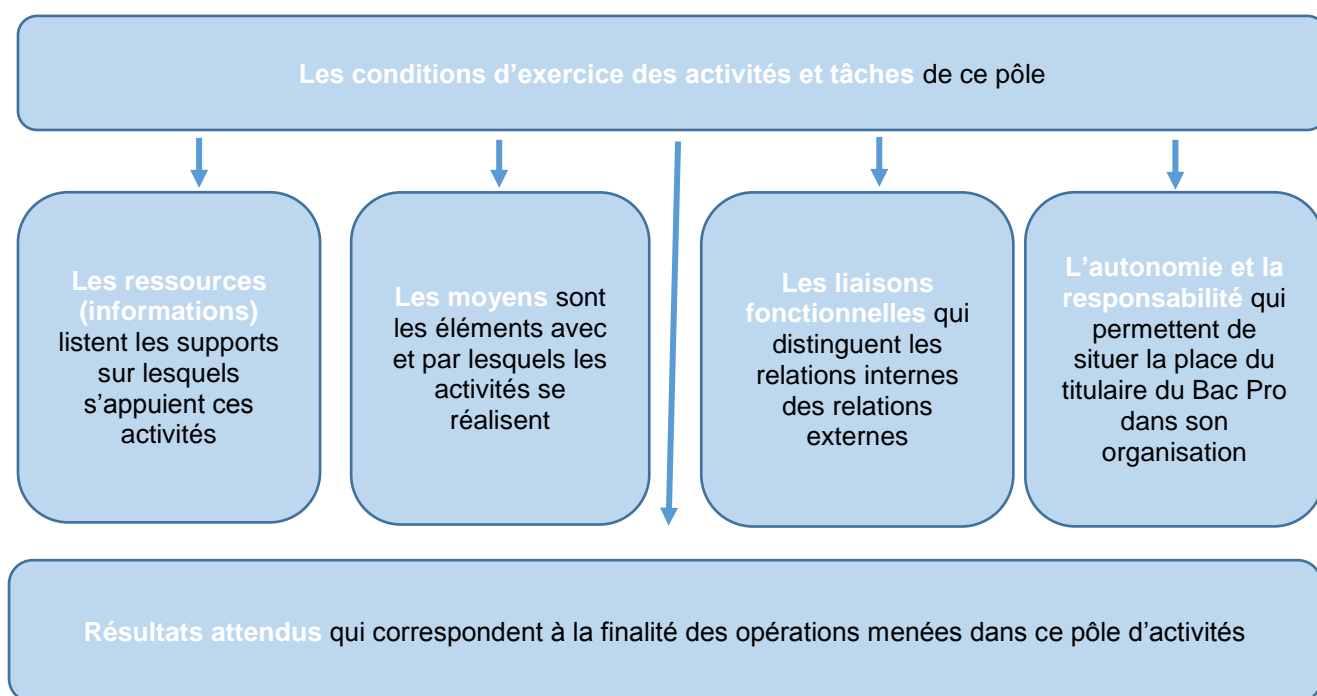 Les conditions d’exercice des activités et tâches de ce pôle
Les ressources
(informations)
listent les supports
sur lesquels
s’appuient ces
activités
Les moyens sont
les éléments avec
et par lesquels les
activités se
réalisent
Les liaisons
fonctionnelles qui
distinguent les
relations internes
des relations
externes
L’autonomie et la
responsabilité qui
permettent de
situer la place du
titulaire du Bac Pro
dans son
organisation
Résultats attendus qui correspondent à la finalité des opérations menées dans ce pôle d’activités